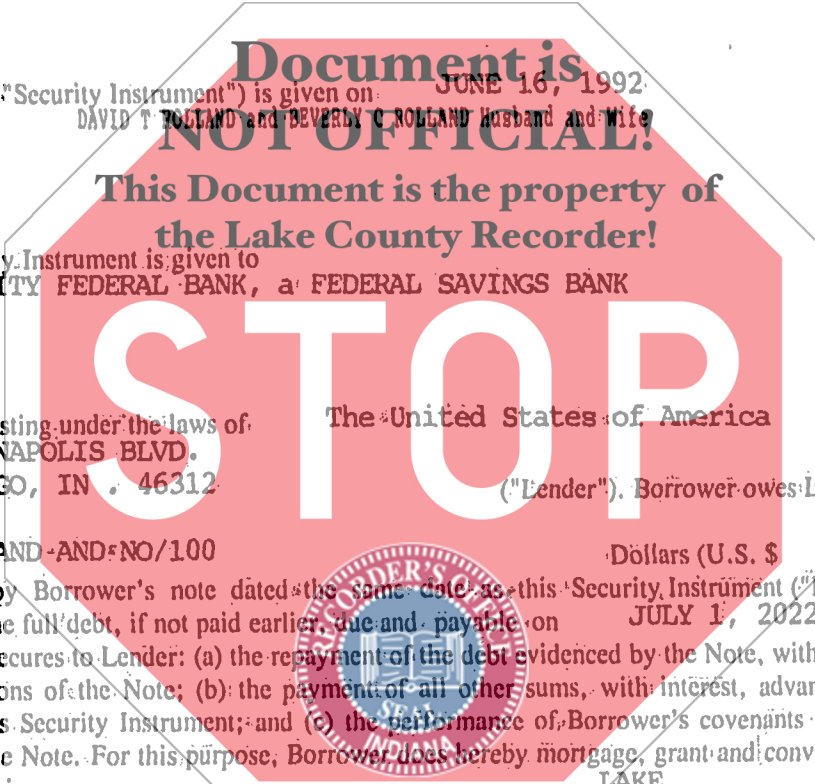 Document is
"Security Instrument") is given on JUNE 16, 1992
DAVID T ROLLAND and BEVERLY C ROLLAND Husband and Wife
NOT OFFICIAL!
This Document is the property of
the Lake County Recorder!
y Instrument is given to
ITY FEDERAL BANK, a FEDERAL SAVINGS BANK
STOP
sting under the laws of The United States of America
NAPOLIS BLVD.
GO, IN . 46312 ("Lender"). Borrower owes L
AND AND NO/100 Dollars (U.S. $
y Borrower's note dated the same date as this Security Instrument ("
e full debt, if not paid earlier, due and payable on JULY 1, 2022
ecures to Lender: (a) the repayment of the debt evidenced by the Note, with
ons of the Note; (b) the payment of all other sums, with interest, advan
s Security Instrument; and (c) the performance of Borrower's covenants
e Note. For this purpose, Borrower does hereby mortgage, grant and conv
LAKE
RECORDER'S OFFICE
SEAL
INDIANA